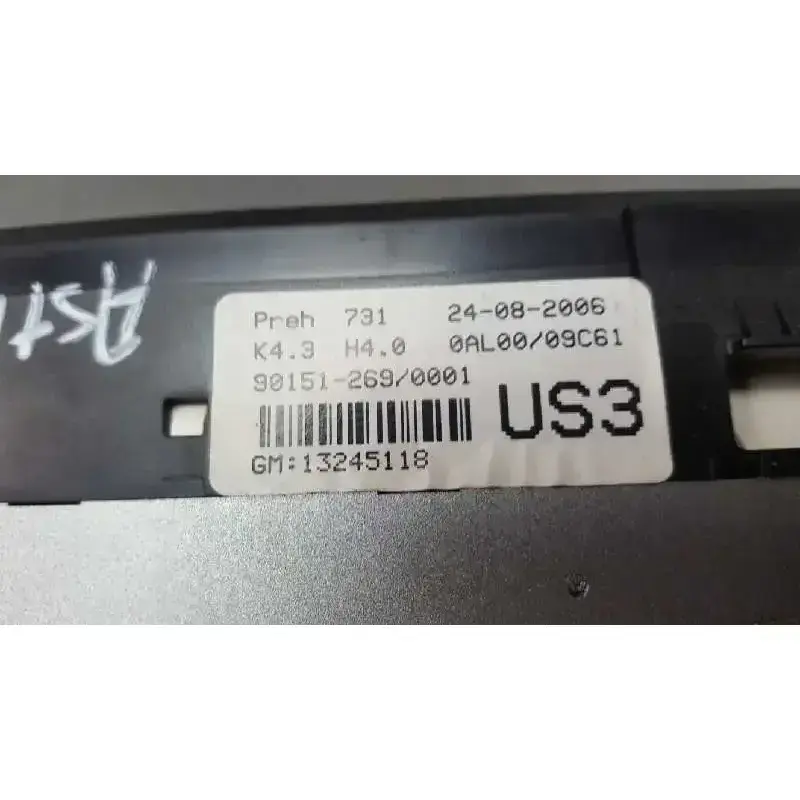 Preh 731 24-08-2006
K4.3 H4.0 0AL00/09C61
90151-269/0001
US3
GM:13245118